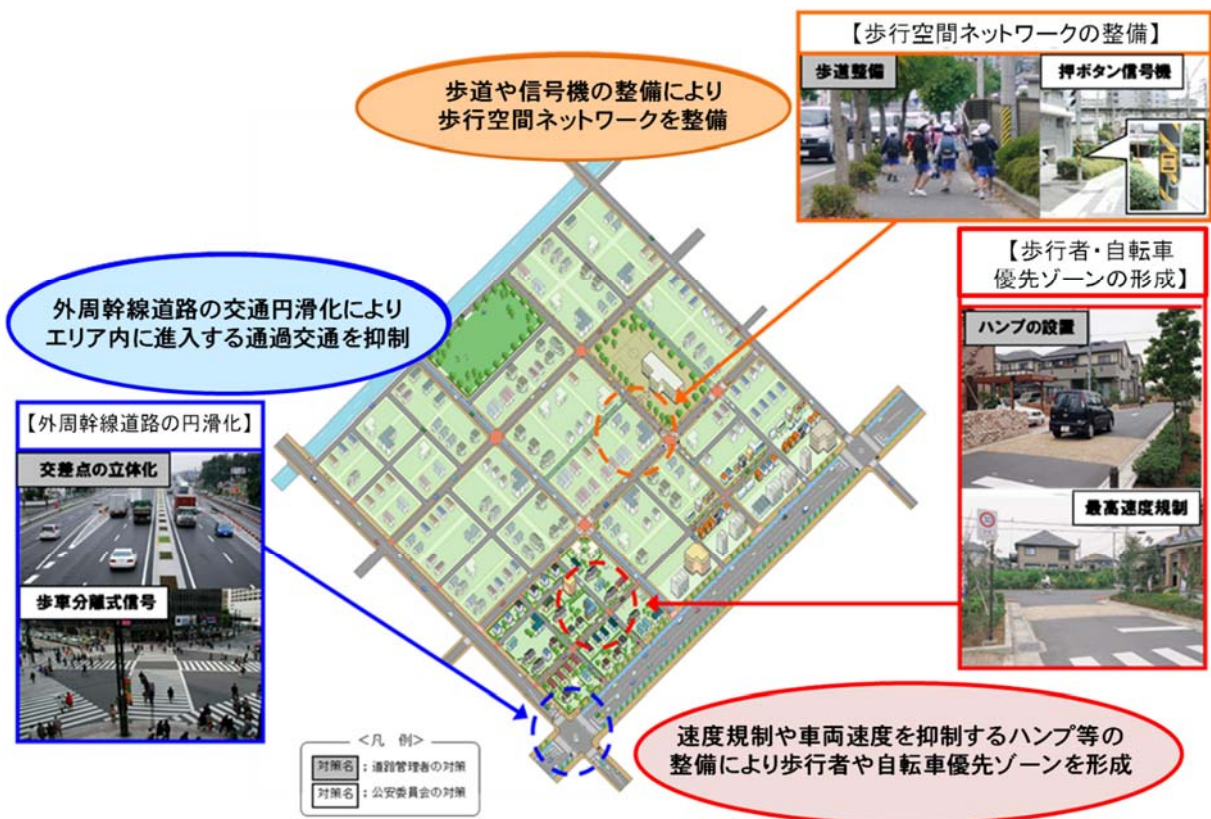 【歩行空間ネットワークの整備】
歩道整備
押ボタン信号機
歩道や信号機の整備により
歩行空間ネットワークを整備
【歩行者・自転車
優先ゾーンの形成】
ハンプの設置
最高速度規制
外周幹線道路の交通円滑化により
エリア内に進入する通過交通を抑制
【外周幹線道路の円滑化】
交差点の立体化
歩車分離式信号
速度規制や車両速度を抑制するハンプ等の
整備により歩行者や自転車優先ゾーンを形成
<凡 例>
対策名 : 道路管理者の対策
対策名 : 公安委員会の対策